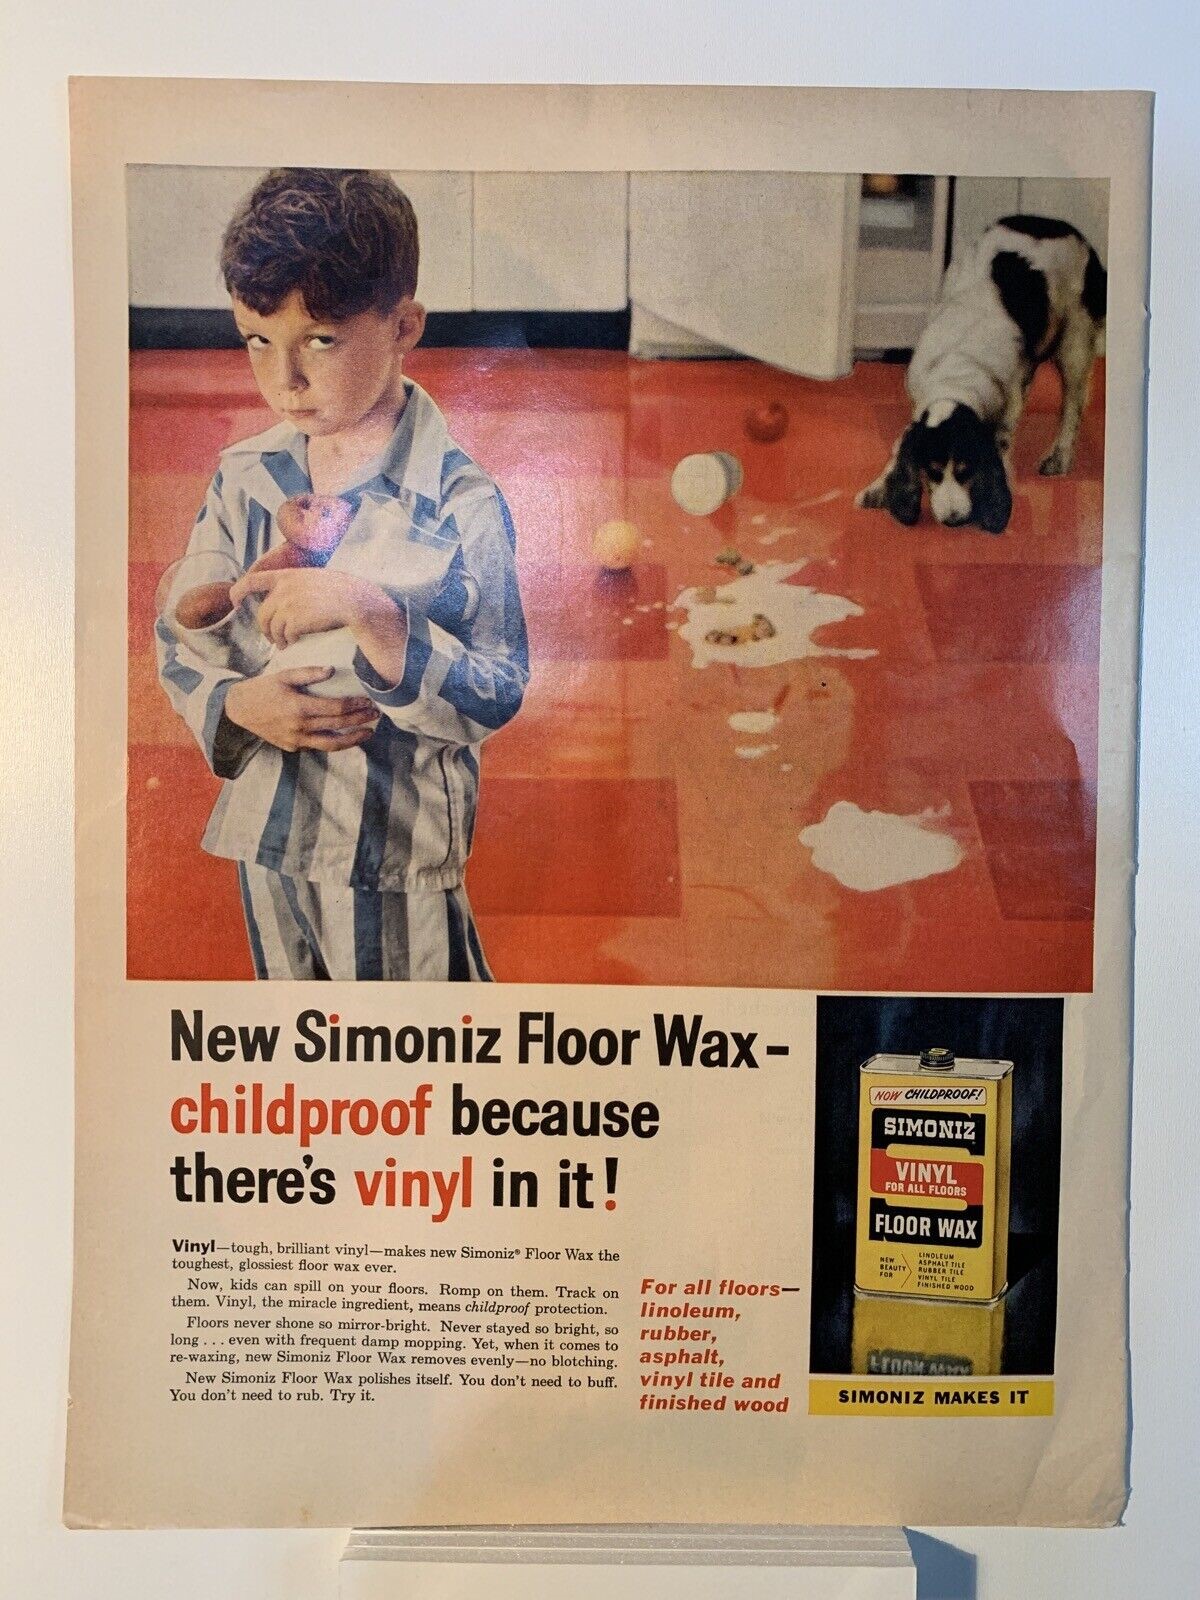 New Simoniz Floor Wax–
childproof because
there's vinyl in it!
Vinyl—tough, brilliant vinyl—makes new Simoniz® Floor Wax the
toughest, glossiest floor wax ever.
Now, kids can spill on your floors. Romp on them. Track on
them. Vinyl, the miracle ingredient, means childproof protection.
Floors never shone so mirror-bright. Never stayed so bright, so
long . . . even with frequent damp mopping. Yet, when it comes to
re-waxing, new Simoniz Floor Wax removes evenly—no blotching.
New Simoniz Floor Wax polishes itself. You don't need to buff.
You don't need to rub. Try it.
For all floors—
linoleum,
rubber,
asphalt,
vinyl tile and
finished wood
NOW CHILDPROOF!
SIMONIZ
VINYL
FOR ALL FLOORS
FLOOR WAX
NEW
BEAUTY
FOR
LINOLEUM
ASPHALT TILE
RUBBER TILE
VINYL TILE
FINISHED WOOD
FLOOR WAX
SIMONIZ MAKES IT